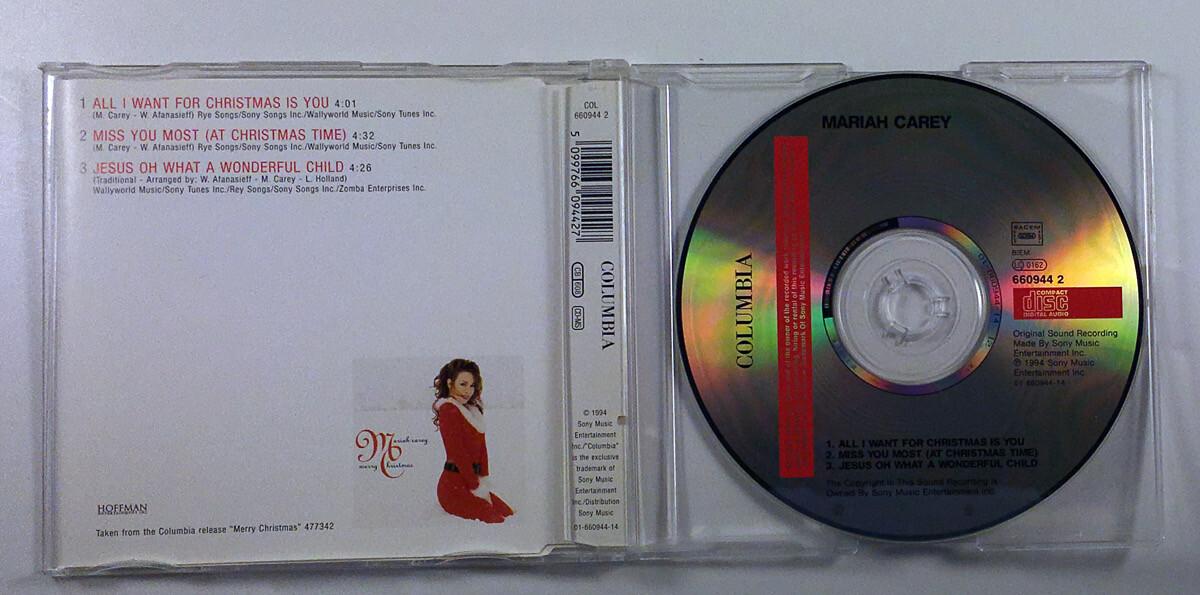 1 ALL I WANT FOR CHRISTMAS IS YOU 4:01
(M. Carey - W. Afanasieff) Rye Songs/Sony Songs Inc./Wallyworld Music/Sony Tunes Inc.
2 MISS YOU MOST (AT CHRISTMAS TIME) 4:32
(M. Carey - W. Afanasieff) Rye Songs/Sony Songs Inc./Wallyworld Music/Sony Tunes Inc.
3 JESUS OH WHAT A WONDERFUL CHILD 4:26
(Traditional - Arranged by: W. Afanasieff - M. Carey - L. Holland)
Wallyworld Music/Sony Tunes Inc./Rey Songs/Sony Songs Inc./Zomba Enterprises Inc.
Mariah carey
merry Christmas
HOFFMAN
Taken from the Columbia release "Merry Christmas" 477342
COL
660944 2
5 099766 094427
COLUMBIA
CB 608
CD-MS
© 1994
Sony Music
Entertainment
Inc./"Columbia"
is the exclusive
trademark of
Sony Music
Entertainment
Inc./Distribution
Sony Music
01-660944-14
MARIAH CAREY
COLUMBIA
SACEM
BIEM
LC 0162
660944 2
COMPACT
disc
DIGITAL AUDIO
Original Sound Recording
Made By Sony Music
Entertainment Inc.
℗ 1994 Sony Music
Entertainment Inc
01-660944-14
1. ALL I WANT FOR CHRISTMAS IS YOU
2. MISS YOU MOST (AT CHRISTMAS TIME)
3. JESUS OH WHAT A WONDERFUL CHILD
The Copyright In This Sound Recording is
Owned By Sony Music Entertainment Inc.